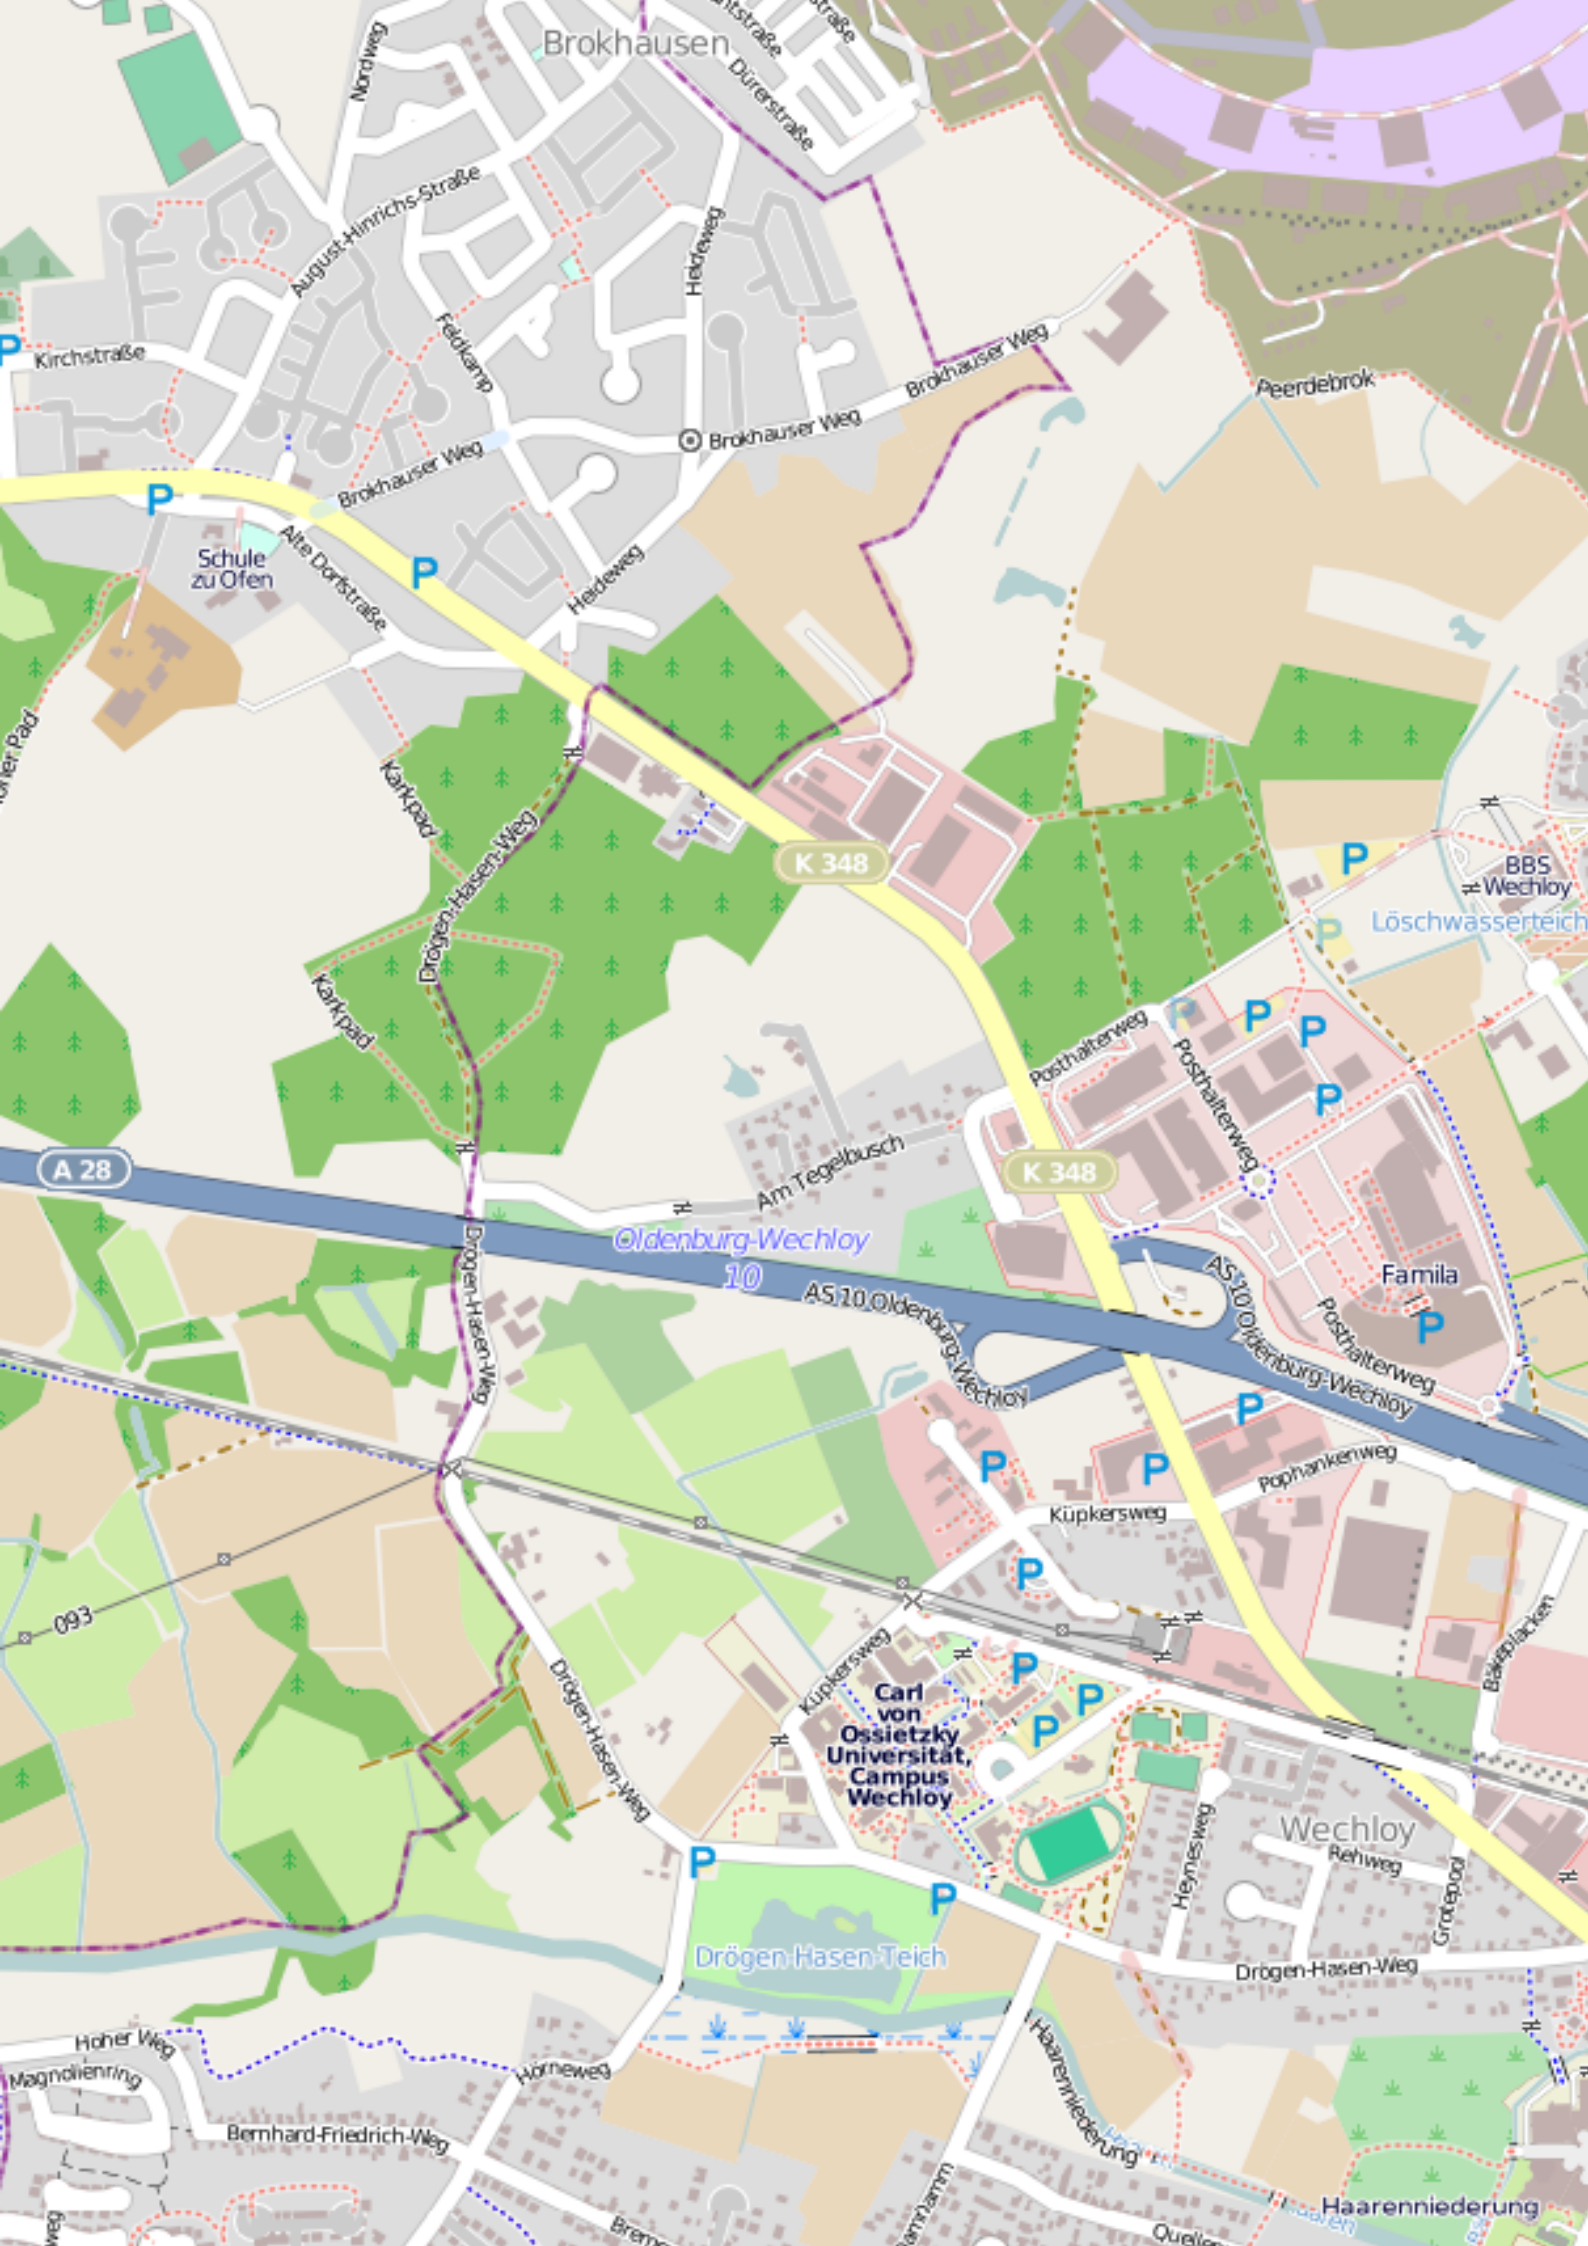 Brokhausen
Nordweg
Dürerstraße
August-Hinrichs-Straße
Heideweg
P
Kirchstraße
Feldkamp
Brokhauser Weg
Peerdebrok
Brokhauser Weg
Brokhauser Weg
P
Alte Dorfstraße
Schule
zu Ofen
P
Heideweg
Karkpad
Drögen-Hasen-Weg
K 348
P
BBS
Wechloy
Löschwasserteich
P
Karkpad
P
P
P
Posthalterweg
Posthalterweg
P
A 28
Am Tegelbusch
K 348
Oldenburg-Wechloy
10
Drögen-Hasen-Weg
AS 10 Oldenburg-Wechloy
AS 10 Oldenburg-Wechloy
Famila
P
Posthalterweg
P
P
P
Pophankenweg
Küpkersweg
P
093
Küpkersweg
P
P
P
Carl
von
Ossietzky
Universität,
Campus
Wechloy
Drögen-Hasen-Weg
Bäkeplacken
Wechloy
Rehweg
Heynesweg
Grotepool
P
P
Drögen-Hasen-Teich
Drögen-Hasen-Weg
Hoher Weg
Magnolienring
Horneweg
Haarenniederung
Bernhard-Friedrich-Weg
Haarenniederung
Haaren